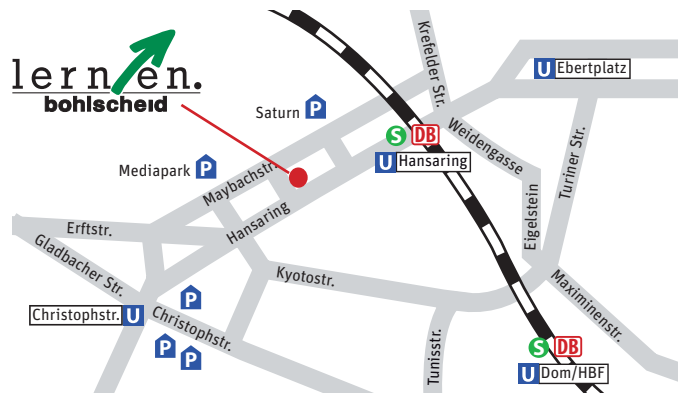 lernen.
bohlscheid
Krefelder Str.
U Ebertplatz
Saturn P
S DB
Weidengasse
Turiner Str.
Mediapark P
U Hansaring
Maybachstr.
Eigelstein
Hansaring
Erftstr.
Gladbacher Str.
Kyotostr.
Maximinenstr.
P
Christophstr. U
Christophstr.
P P
Tunisstr.
S DB
U Dom/HBF